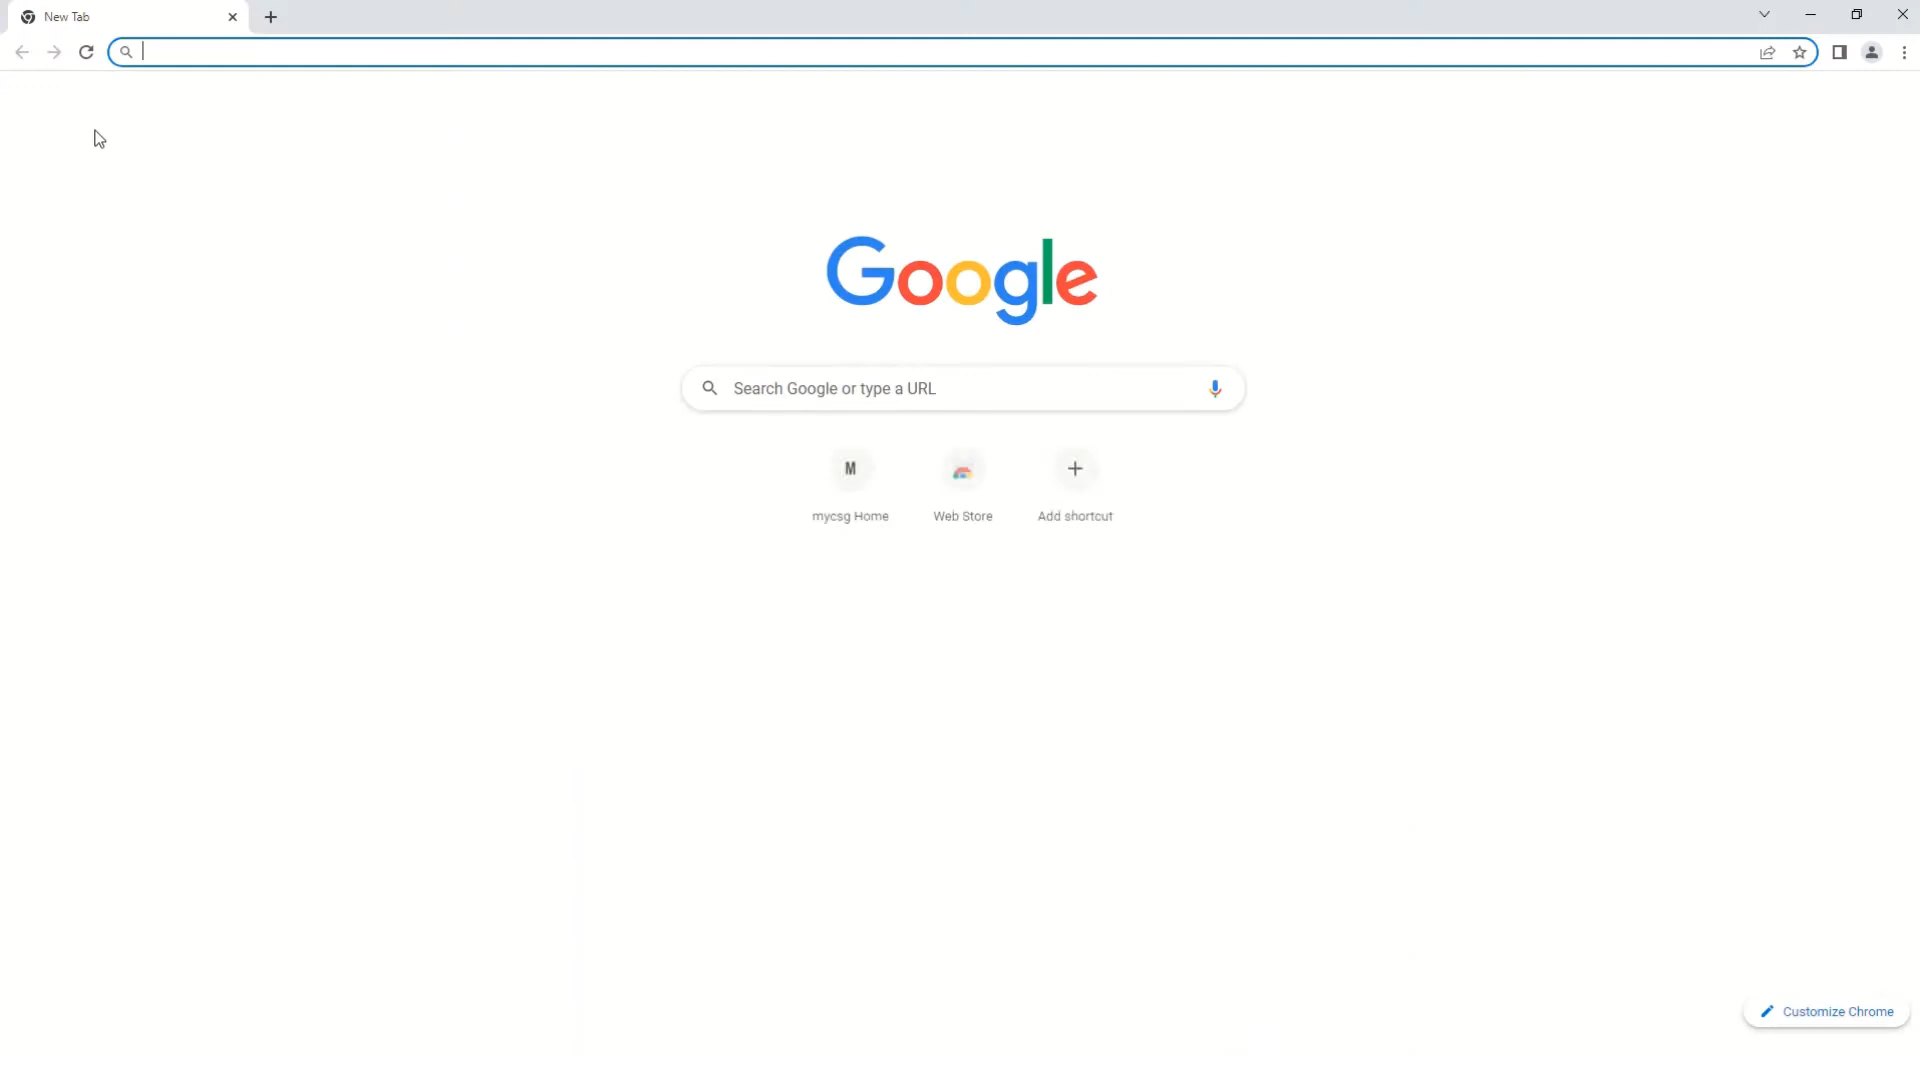 New Tab
Google
Search Google or type a URL
M
mycsg Home
Web Store
Add shortcut
Customize Chrome